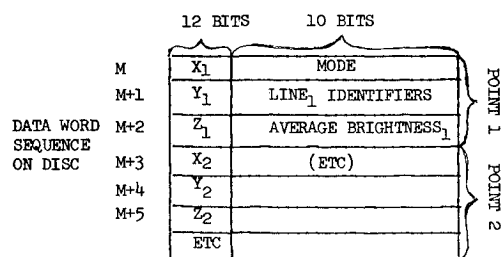 12 BITS 10 BITS
M X1 MODE
M+1 Y1 LINE1 IDENTIFIERS
DATA WORD SEQUENCE ON DISC
M+2 Z1 AVERAGE BRIGHTNESS1
M+3 X2 (ETC)
M+4 Y2
M+5 Z2
ETC
POINT 1
POINT 2